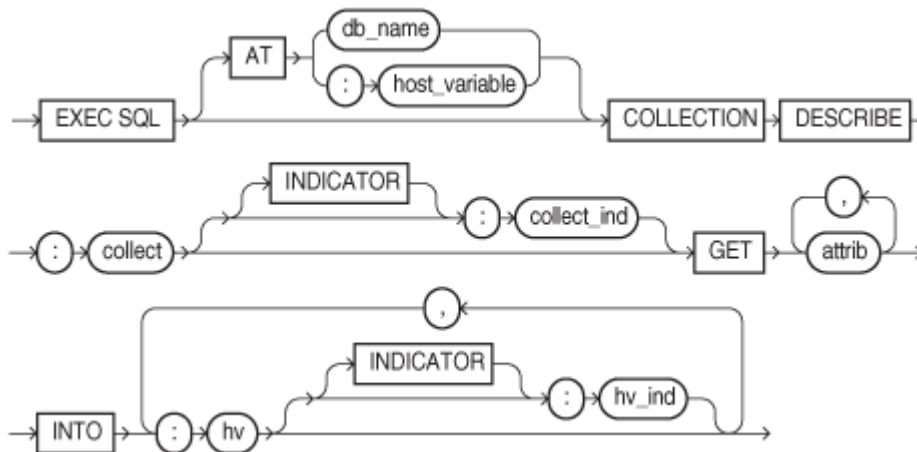 db_name
AT
: host_variable
EXEC SQL COLLECTION DESCRIBE
INDICATOR
: collect_ind ,
: collect GET attrib
,
INDICATOR
: hv_ind
INTO : hv